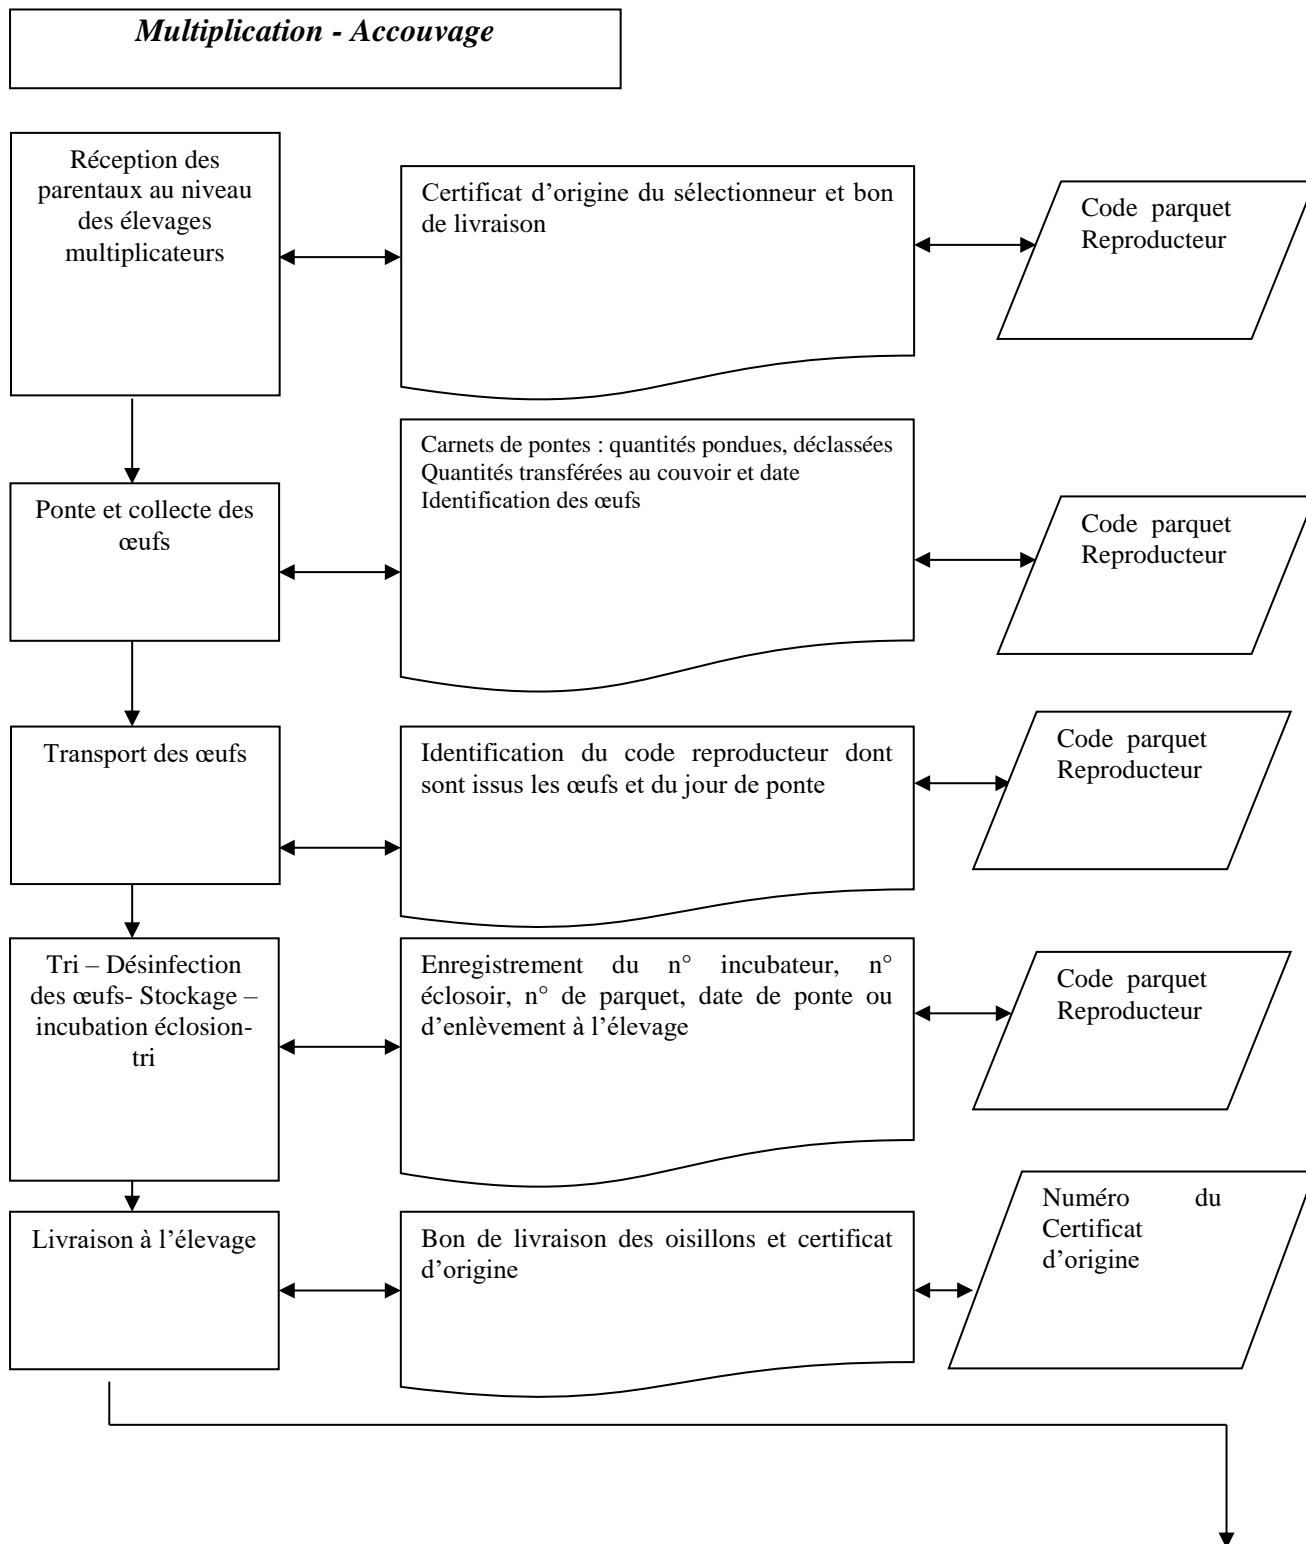 Multiplication - Accouvage
Réception des
parentaux au niveau
des élevages
multiplicateurs
Certificat d’origine du sélectionneur et bon
de livraison
Code parquet
Reproducteur
Ponte et collecte des
œufs
Carnets de pontes : quantités pondues, déclassées
Quantités transférées au couvoir et date
Identification des œufs
Code parquet
Reproducteur
Transport des œufs
Identification du code reproducteur dont
sont issus les œufs et du jour de ponte
Code parquet
Reproducteur
Tri – Désinfection
des œufs- Stockage –
incubation éclosion-
tri
Enregistrement du n° incubateur, n°
éclosoir, n° de parquet, date de ponte ou
d’enlèvement à l’élevage
Code parquet
Reproducteur
Livraison à l’élevage
Bon de livraison des oisillons et certificat
d’origine
Numéro du
Certificat
d’origine